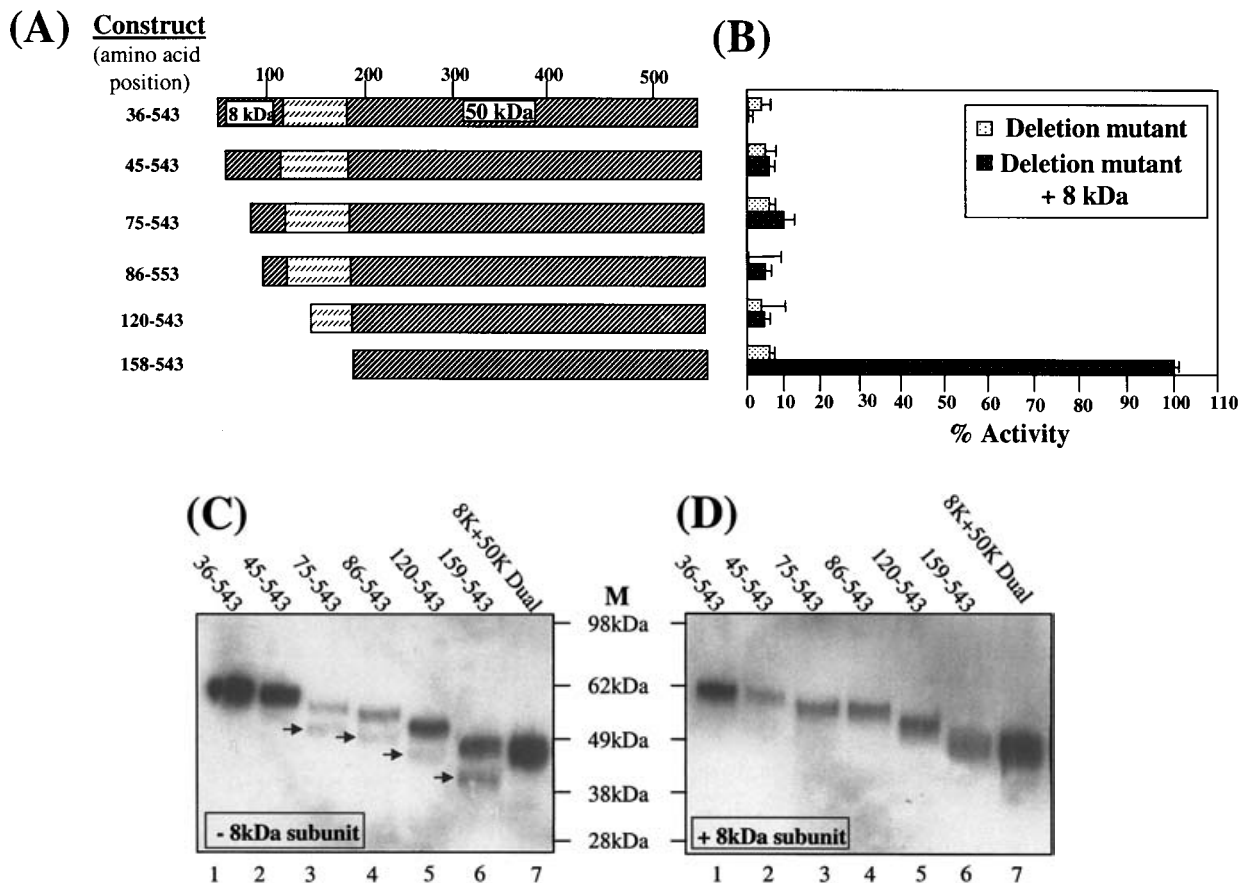 (A)
Construct
(amino acid
position)
100 200 300 400 500
36-543
8 kDa
50 kDa
45-543
75-543
86-553
120-543
158-543
(B)
Deletion mutant
Deletion mutant
+ 8 kDa
0 10 20 30 40 50 60 70 80 90 100 110
% Activity
(C)
36-543
45-543
75-543
86-543
120-543
159-543
8K+50K Dual
- 8kDa subunit
1 2 3 4 5 6 7
M
98kDa
62kDa
49kDa
38kDa
28kDa
(D)
36-543
45-543
75-543
86-543
120-543
159-543
8K+50K Dual
+ 8kDa subunit
1 2 3 4 5 6 7